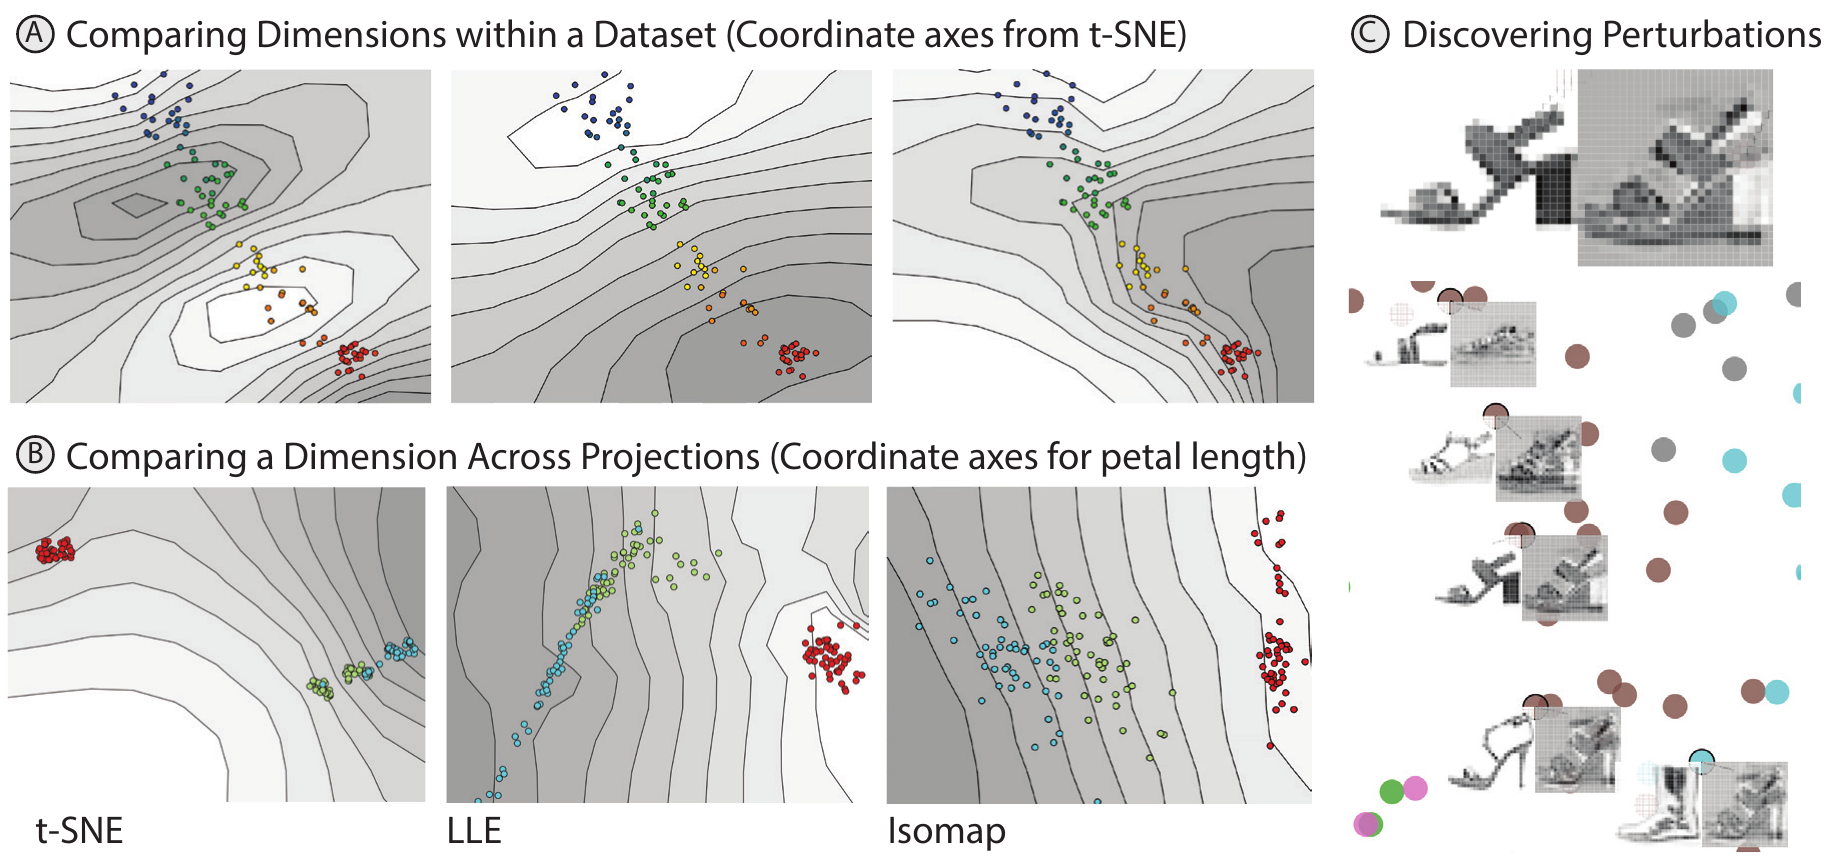 A Comparing Dimensions within a Dataset (Coordinate axes from t-SNE)
C Discovering Perturbations
B Comparing a Dimension Across Projections (Coordinate axes for petal length)
t-SNE
LLE
Isomap